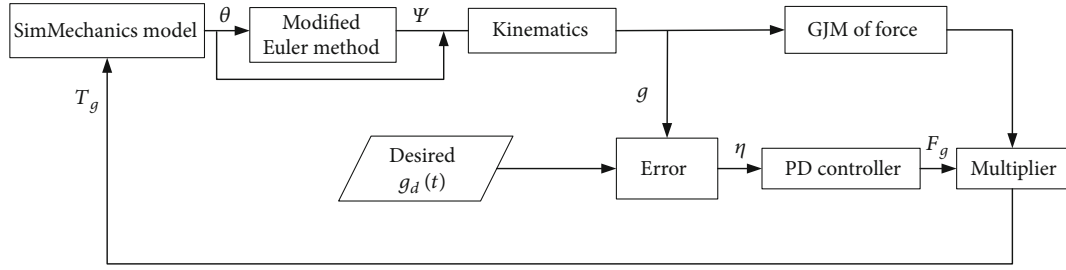 SimMechanics model
θ
Modified
Euler method
Ψ
Kinematics
GJM of force
T_g
g
Desired
g_d (t)
Error
η
PD controller
F_g
Multiplier